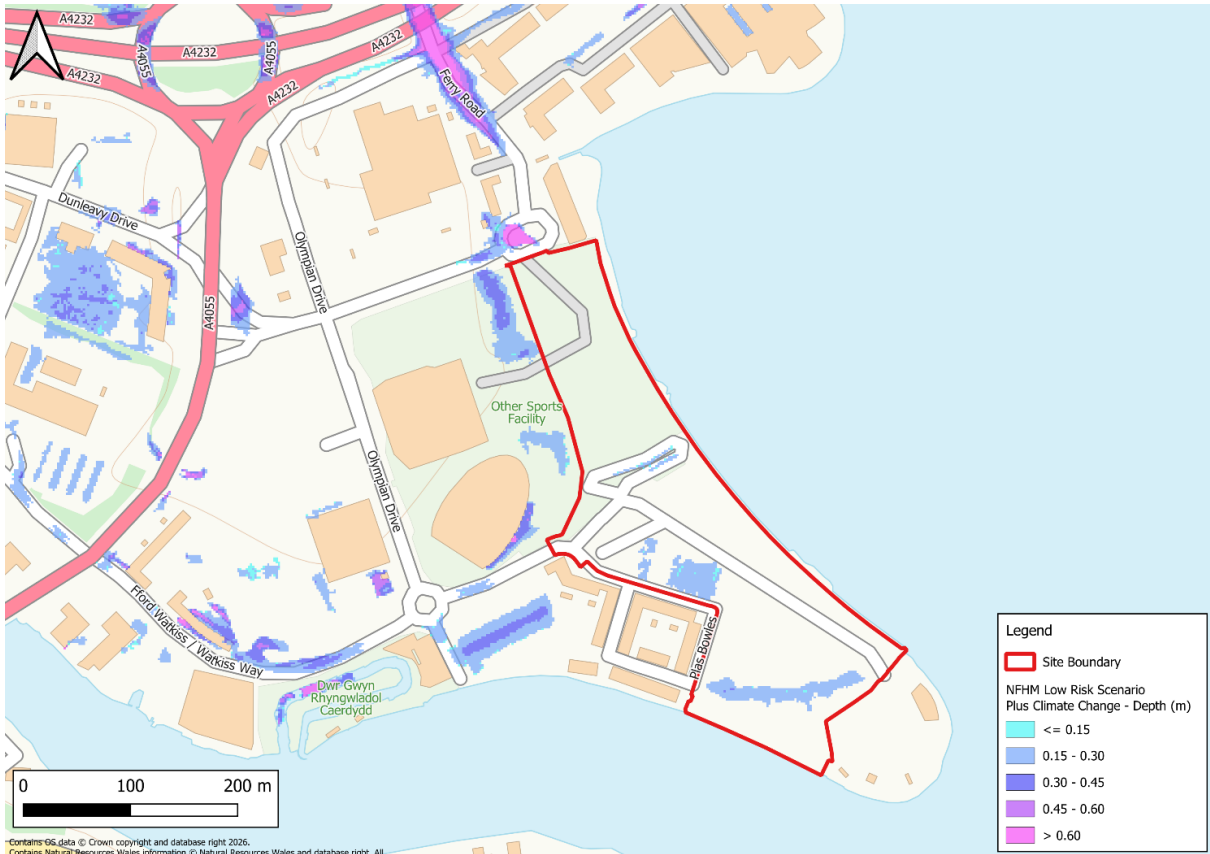 A4232
A4232
A4232
A4055
A4055
A4232
A4232
Ferry Road
Dunleavy Drive
Olympian Drive
A4055
Other Sports
Facility
Olympian Drive
Fford Watkiss / Watkiss Way
Plas Bowles
Dwr Gwyn
Rhyngwladol
Caerdydd
0 100 200 m
Contains OS data © Crown copyright and database right 2026.
Contains Natural Resources Wales information © Natural Resources Wales and database right. All
Legend
Site Boundary
NFHM Low Risk Scenario
Plus Climate Change - Depth (m)
<= 0.15
0.15 - 0.30
0.30 - 0.45
0.45 - 0.60
> 0.60